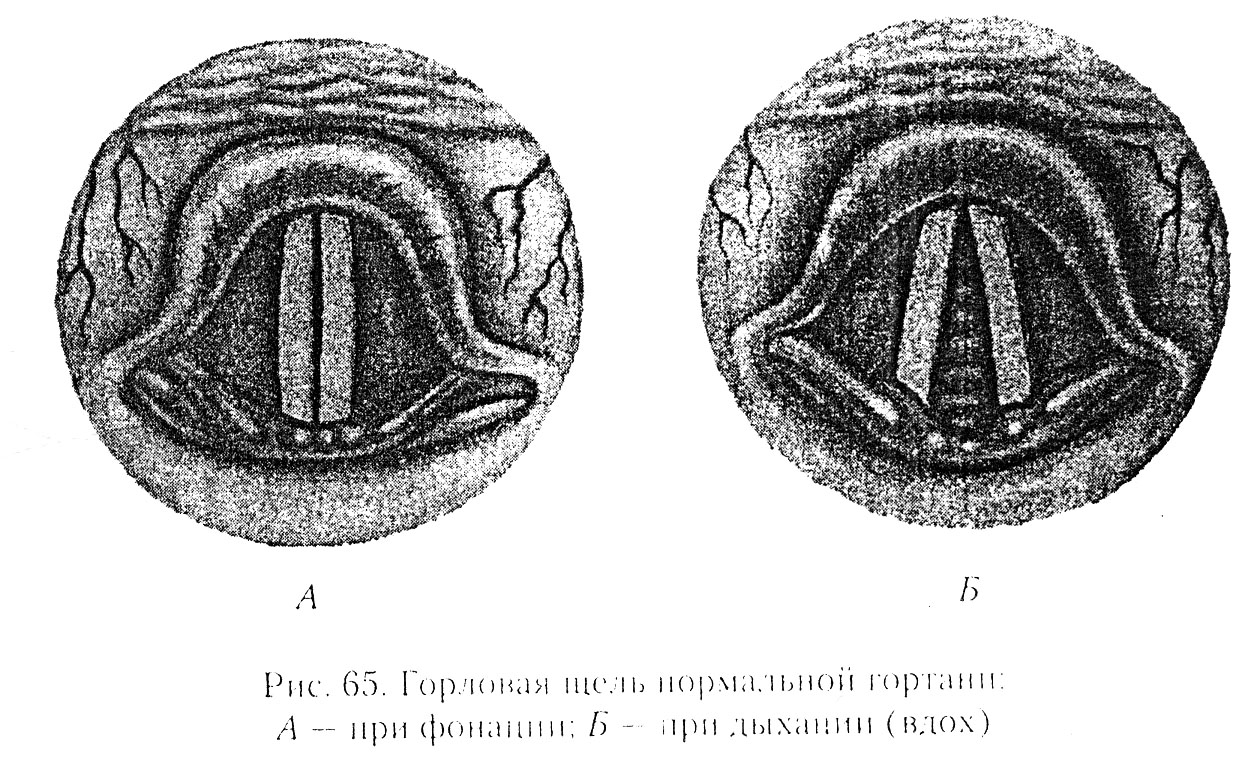 А
Б
Рис. 65. Горловая щель нормальной гортани:
А — при фонации; Б — при дыхании (вдох)